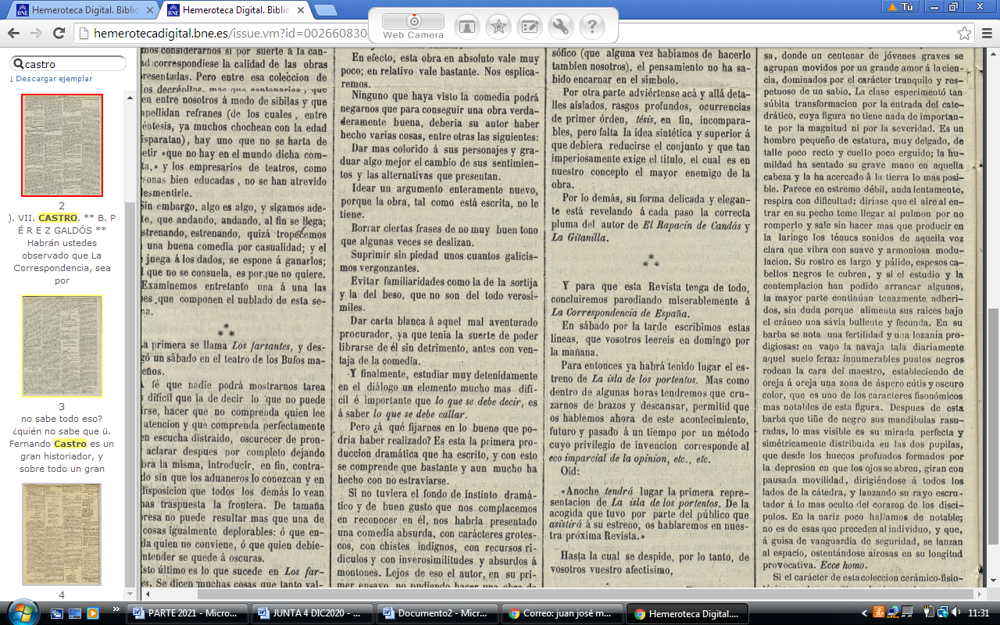 Hemeroteca Digital. Biblio
Hemeroteca Digital. Biblio
Tú
hemerotecadigital.bne.es/issue.vm?id=002660830
Web Camera
castro
↓ Descargar ejemplar
2
). VII. CASTRO. ** B. P
É R E Z GALDÓS **
Habrán ustedes
observado que La
Correspondencia, sea
por
3
no sabe todo eso?
¿quién no sabe que ü.
Fernando Castro es un
gran historiador, y
sobre todo un gran
4
mos considerarnos si por suerte á la can-
ad correspondiese la calidad de las obras
resentadas. Pero entre esa coleccion de
os decrépitos, mas que centenarios, que
en entre nosotros á modo de sibilas y que
apellidan refranes (de los cuales, entre
éntesis, ya muchos chochean con la edad
isparatan), hay uno que no se harta de
etir «que no hay en el mundo dicha com-
ta,» y los empresarios de teatros, como
sonas bien educadas, no se han atrevido
lesmentirle.
Sin embargo, algo es algo, y sigamos ade-
te, que andando, andando, al fin se llega;
strenando, estrenando, quizá tropecemos
una buena comedia por casualidad; y el
juega á los dados, se espone á ganarlos;
l que no se consuela, es porque no quiere.
Examinemos entretanto una á una las
es que componen el nublado de esta se-
na.
* * *
La primera se llama Los farsantes, y des-
gó un sábado en el teatro de los Bufos ma-
eños.
A fé que nadie podrá mostrarnos tarea
s difícil que la de decir lo que no puede
irse, hacer que no comprenda quien lee
atencion y que comprenda perfectamente
en escucha distraido, oscurecer de pron-
aclarar despues por completo dejando
bra la misma, introducir, en fin, contra-
do sin que los aduaneros lo conozcan y en
disposicion que todos los demás lo vean
nas traspuesta la frontera. De tamaña
resa no puede resultar mas que una de
cosas igualmente deplorables: ó que en-
da quien no conviene, ó que quien debie-
ntender se quede á oscuras.
sto último es lo que sucede en Los far-
es. Se dicen muchas cosas que tanto val-
En efecto, esta obra en absoluto vale muy
poco; en relativo vale bastante. Nos esplica-
remos.
Ninguno que haya visto la comedia podrá
negarnos que para conseguir una obra verda-
deramente buena, debería su autor haber
hecho varias cosas, entre otras las siguientes:
Dar mas colorido á sus personajes y gra-
duar algo mejor el cambio de sus sentimien-
tos y las alternativas que presentan.
Idear un argumento enteramente nuevo,
porque la obra, tal como está escrita, no le
tiene.
Borrar ciertas frases de no muy buen tono
que algunas veces se deslizan.
Suprimir sin piedad unos cuantos galicis-
mos vergonzantes.
Evitar familiaridades como la de la sortija
y la del beso, que no son del todo verosí-
miles.
Dar carta blanca á aquel mal aventurado
procurador, ya que tenia la suerte de poder
librarse de él sin detrimento, antes con ven-
taja de la comedía.
Y finalmente, estudiar muy detenidamente
en el diálogo un elemento mucho mas difi-
cil é importante que lo que se debe decir, es
á saber lo que se debe callar.
Pero ¿á qué fijarnos en lo bueno que po-
dria haber realizado? Es esta la primera pro-
duccion dramática que ha escrito, y con esto
se comprende que bastante y aun mucho ha
hecho con no estraviarse.
Si no tuviera el fondo de instinto dramá-
tico y de buen gusto que nos complacemos
en reconocer en él, nos habria presentado
una comedia absurda, con carácteres grotes-
cos, con chistes indignos, con recursos ri-
dículos y con inverosimilitudes y absurdos á
montones. Lejos de eso el autor, en su pri-
mer ensayo, no pudiendo hacer una obra de
sófico (que alguna vez habiamos de hacerlo
tambien nosotros), el pensamiento no ha sa-
bido encarnar en el símbolo.
Por otra parte adviértense acá y allá deta-
lles aislados, rasgos profundos, ocurrencias
de primer órden, tésis, en fin, incompara-
bles, pero falta la idea sintética y superior á
que debiera reducirse el conjunto y que tan
imperiosamente exige el título, el cual es en
nuestro concepto el mayor enemigo de la
obra.
Por lo demás, su forma delicada y elegan-
te está revelando á cada paso la correcta
pluma del autor de El Rapacin de Candás y
La Gitanilla.
* * *
Y para que esta Revista tenga de todo,
concluiremos parodiando miserablemente á
La Correspondencia de España.
En sábado por la tarde escribimos estas
líneas, que vosotros leereis en domingo por
la mañana.
Para entonces ya habrá tenido lugar el es-
treno de La isla de los portentos. Mas como
dentro de algunas horas tendremos que cru-
zarnos de brazos y descansar, permitid que
os hablemos ahora de este acontecimiento,
futuro y pasado á un tiempo por un método
cuyo privilegio de invencion corresponde al
eco imparcial de la opinion, etc., etc.
Oid:
«Anoche tendrá lugar la primera repre-
sentacion de La isla de los portentos. De la
acogida que tuvo por parte del público que
asistirá á su estreno, os hablaremos en nues-
tra próxima Revista.»
Hasta la cual se despide, por lo tanto, de
vosotros vuestro afectisimo,
sa, donde un centenar de jóvenes graves se
agrupan movidos por un grande amor á la cien-
cia, dominados por el carácter tranquilo y res-
petuoso de un sabio. La clase esperimentó tan
súbita transformacion por la entrada del cate-
drático, cuya figura no tiene nada de importan-
te por la magnitud ni por la severidad. Es un
hombre pequeño de estatura, muy delgado, de
talle poco recto y cuello poco erguido; la hu-
mildad ha sentado su grave mano en aquella
cabeza y la ha acercado á la tierra lo mas posi-
ble. Parece en estremo débil, anda lentamente,
respira con dificultad: diríase que el aire al en-
trar en su pecho teme llegar al pulmon por no
romperlo y sale sin hacer mas que producir en
la laringe los ténues sonidos de aquella voz
clara que vibra con suave y armoniosa modu-
lacion. Su rostro es largo y pálido, espesos ca-
bellos negros le cubren, y si el estudio y la
contemplacion han podido arrancar algunos,
la mayor parte continúan tenazmente adheri-
dos, sin duda porque alimenta sus raices bajo
el cráneo una sávia bullente y fecunda. En su
barba se nota una fertilidad y una lozanía pro-
digiosas: en vano la navaja tala diariamente
aquel suelo feraz: innumerables puntos negros
rodean la cara del maestro, estableciendo de
oreja á oreja una zona de áspero cútis y oscuro
color, que es uno de los caracteres fisonómicos
mas notables de esta figura. Despues de esta
barba que tiñe de negro sus mandíbulas rasu-
radas, lo mas visible es su mirada perfecta y
simétricamente distribuida en las dos pupilas,
que desde los huecos profundos formados por
la depresion en que los ojos se abren, giran con
pausada movilidad, dirigiéndose á todos los
lados de la cátedra, y lanzando su rayo escru-
tador á lo mas oculto del corazon de los discí-
pulos. En la nariz poco hallamos de notable;
no es de esas que preceden al individuo, y que,
á guisa de vanguardia de seguridad, se lanzan
al espacio, ostentándose airosas en su longitud
provocativa. Ecce homo.
Si el carácter de esta coleccion cerámico-fisio-
PARTE 2021 - Micro...
JUNTA 4 DIC2020 - ...
Documento2 - Micr...
Correo: juan josé m...
Hemeroteca Digital....
11:31